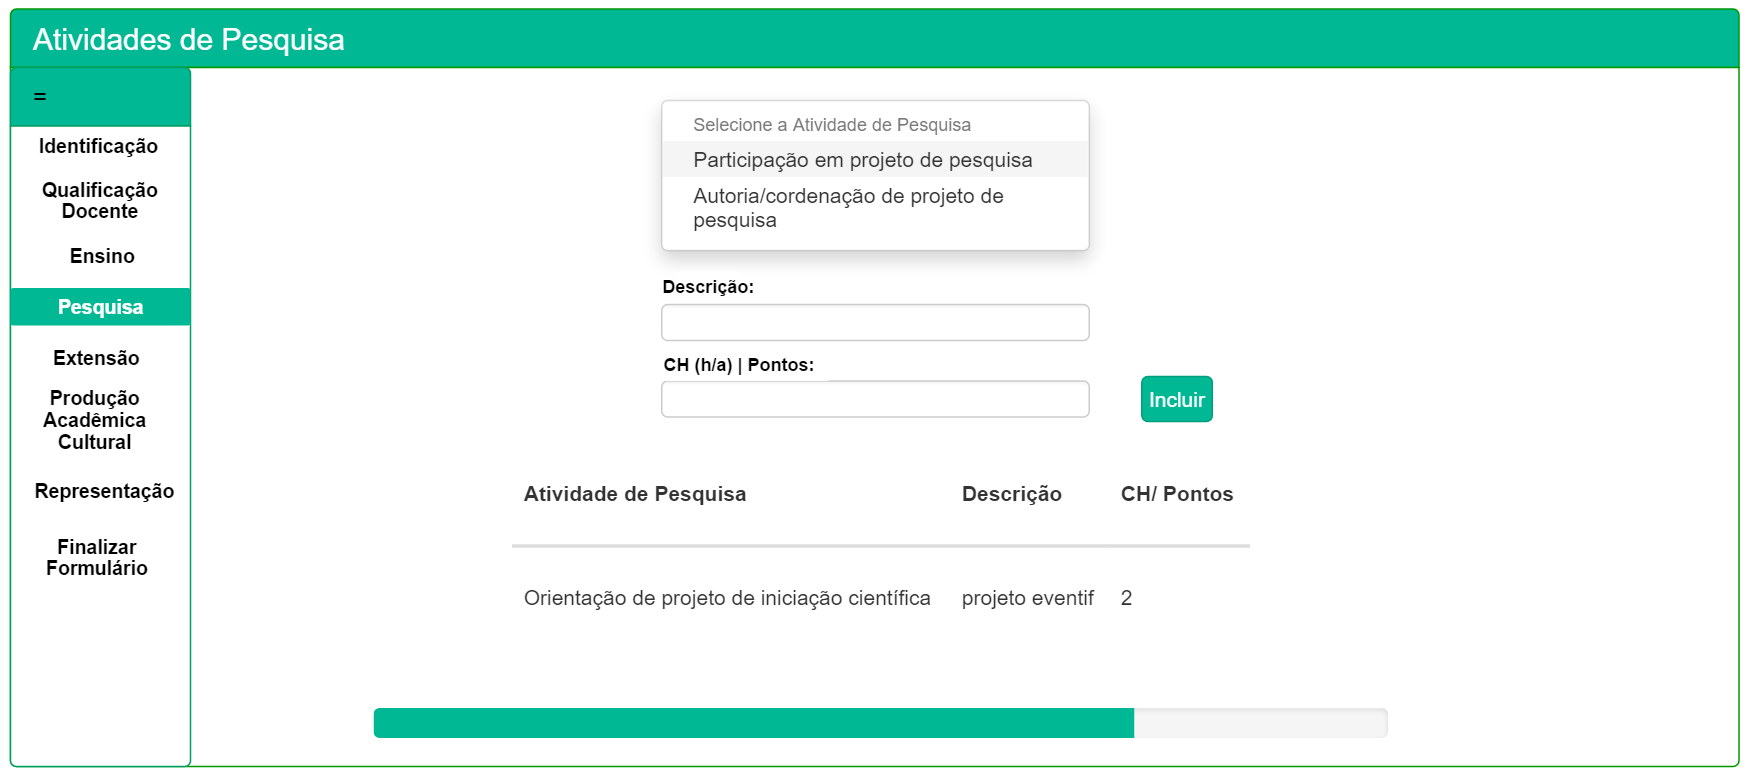 Atividades de Pesquisa
=
Identificação
Qualificação
Docente
Ensino
Pesquisa
Extensão
Produção
Acadêmica
Cultural
Representação
Finalizar
Formulário
Selecione a Atividade de Pesquisa
Participação em projeto de pesquisa
Autoria/cordenação de projeto de
pesquisa
Descrição:
CH (h/a) | Pontos:
Incluir
Atividade de Pesquisa Descrição CH/ Pontos
Orientação de projeto de iniciação científica projeto eventif 2